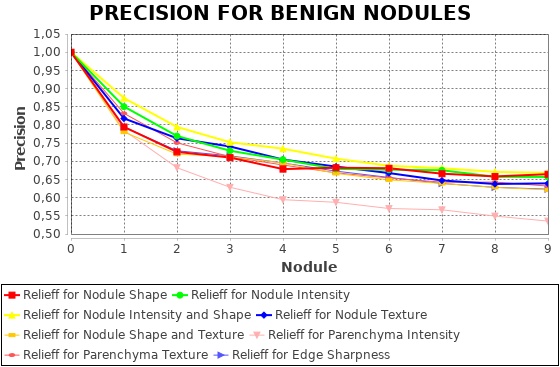 PRECISION FOR BENIGN NODULES
1,05
1,00
0,95
0,90
0,85
0,80
0,75
0,70
0,65
0,60
0,55
0,50
Precision
0 1 2 3 4 5 6 7 8 9
Nodule
Relieff for Nodule Shape Relieff for Nodule Intensity
Relieff for Nodule Intensity and Shape Relieff for Nodule Texture
Relieff for Nodule Shape and Texture Relieff for Parenchyma Intensity
Relieff for Parenchyma Texture Relieff for Edge Sharpness